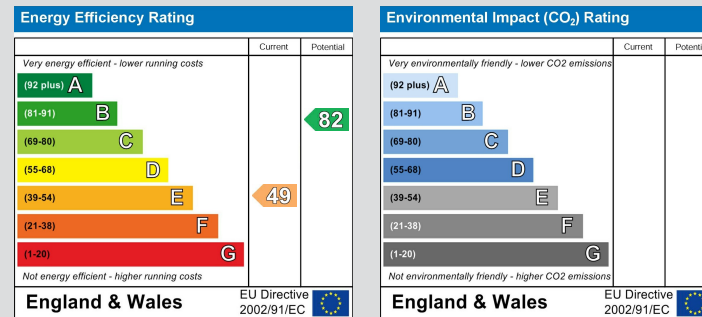 Energy Efficiency Rating
Current Potential
Very energy efficient - lower running costs
(92 plus) A
(81-91) B
82
(69-80) C
(55-68) D
(39-54) E
49
(21-38) F
(1-20) G
Not energy efficient - higher running costs
England & Wales
EU Directive
2002/91/EC
Environmental Impact (CO₂) Rating
Current Potenti
Very environmentally friendly - lower CO2 emissions
(92 plus) A
(81-91) B
(69-80) C
(55-68) D
(39-54) E
(21-38) F
(1-20) G
Not environmentally friendly - higher CO2 emissions
England & Wales
EU Directive
2002/91/EC